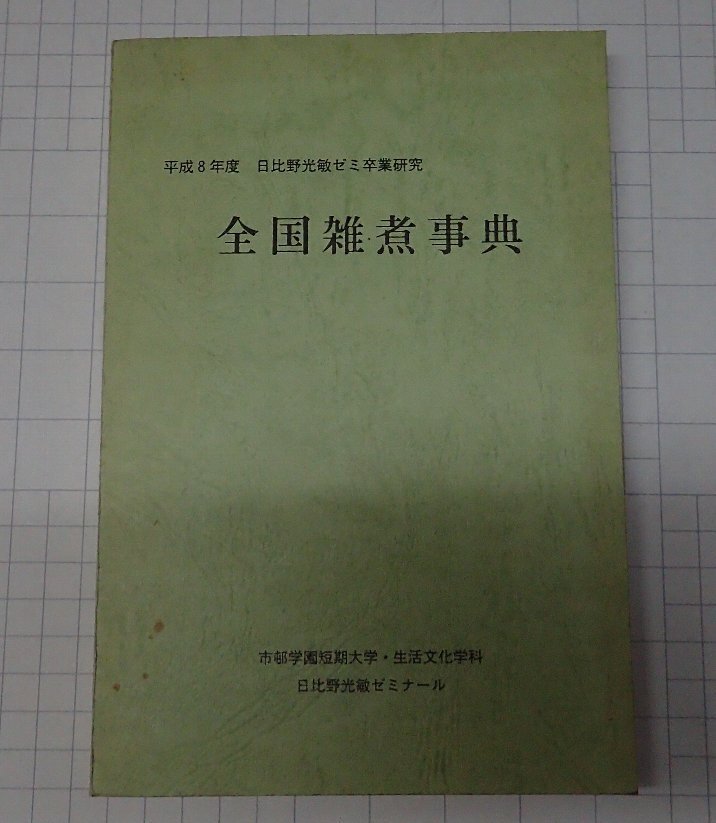 平成８年度　日比野光敏ゼミ卒業研究
全国雑煮事典
市邨学園短期大学・生活文化学科
日比野光敏ゼミナール